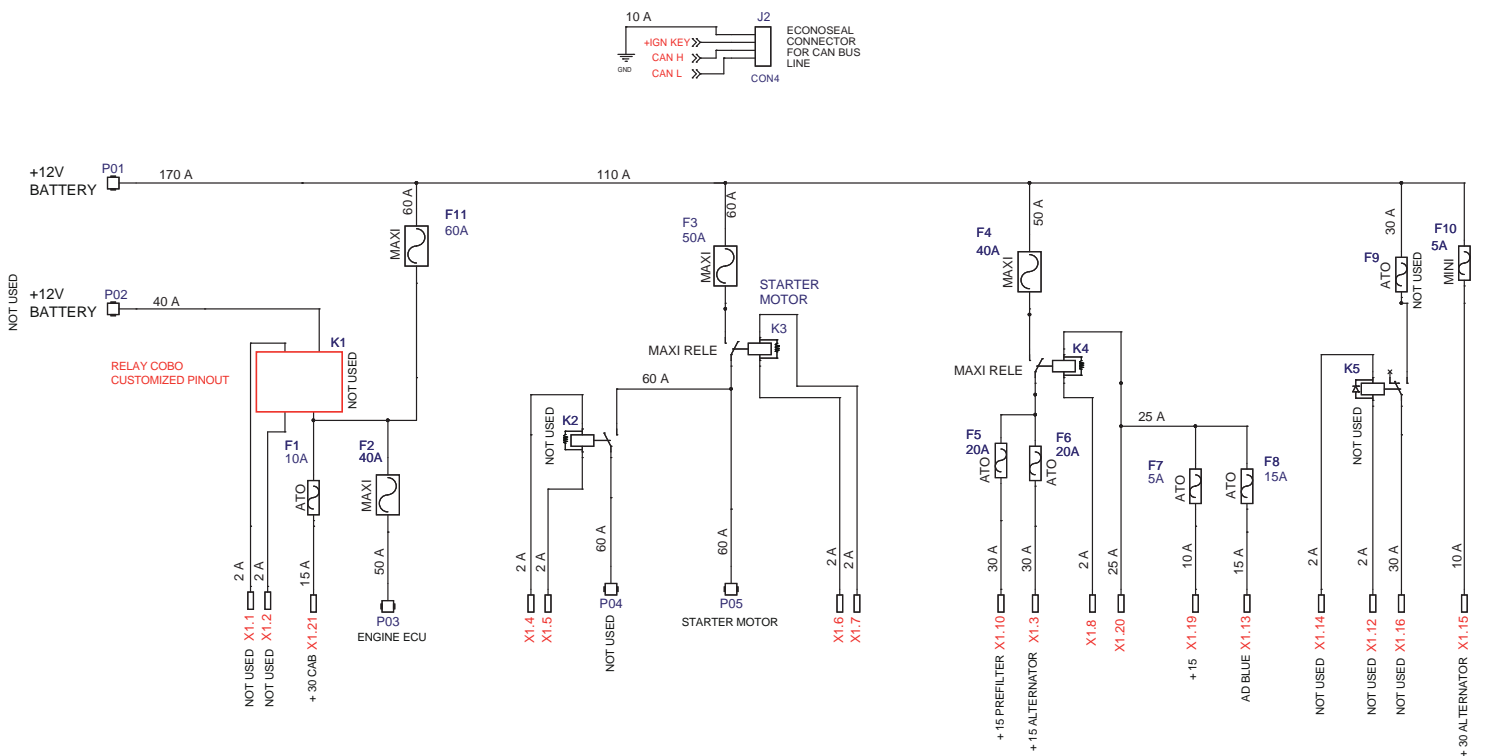 10 A
J2
+IGN KEY
CAN H
CAN L
GND
CON4
ECONOSEAL
CONNECTOR
FOR CAN BUS
LINE
+12V
BATTERY
P01
170 A
110 A
60 A
F11
60A
MAXI
60 A
F3
50A
MAXI
50 A
F4
40A
MAXI
30 A
F9
ATO
NOT USED
F10
5A
MINI
NOT USED
+12V
BATTERY
P02
40 A
K1
NOT USED
RELAY COBO
CUSTOMIZED PINOUT
STARTER
MOTOR
K3
MAXI RELE
60 A
K2
NOT USED
K4
MAXI RELE
K5
NOT USED
25 A
F1
10A
ATO
F2
40A
MAXI
F5
20A
ATO
F6
20A
ATO
F7
5A
ATO
F8
15A
ATO
2 A
2 A
15 A
50 A
2 A
2 A
60 A
60 A
2 A
2 A
30 A
30 A
2 A
25 A
10 A
15 A
2 A
2 A
30 A
10 A
NOT USED X1.1
NOT USED X1.2
+ 30 CAB X1.21
P03
ENGINE ECU
X1.4
X1.5
P04
NOT USED
P05
STARTER MOTOR
X1.6
X1.7
+ 15 PREFILTER X1.10
+ 15 ALTERNATOR X1.3
X1.8
X1.20
+ 15 X1.19
AD BLUE X1.13
NOT USED X1.14
NOT USED X1.12
NOT USED X1.16
+ 30 ALTERNATOR X1.15